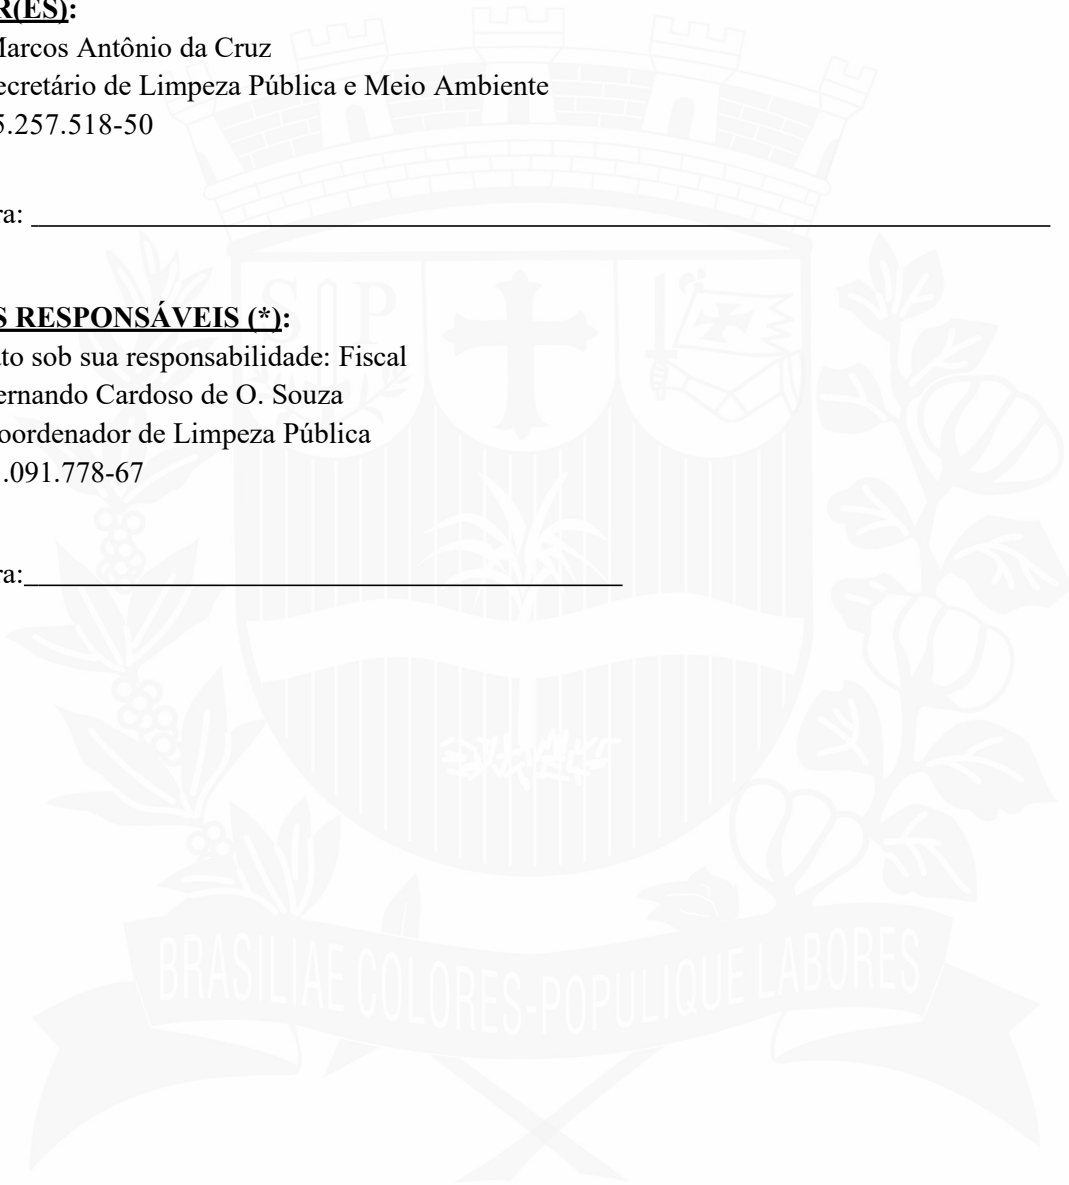 R(ES):
Marcos Antônio da Cruz
ecretário de Limpeza Pública e Meio Ambiente
5.257.518-50
ra: ____________________________________________________________________
S RESPONSÁVEIS (*):
to sob sua responsabilidade: Fiscal
ernando Cardoso de O. Souza
oordenador de Limpeza Pública
.091.778-67
ra:________________________________________
S P
BRASILIAE COLORES-POPULIQUE LABORES